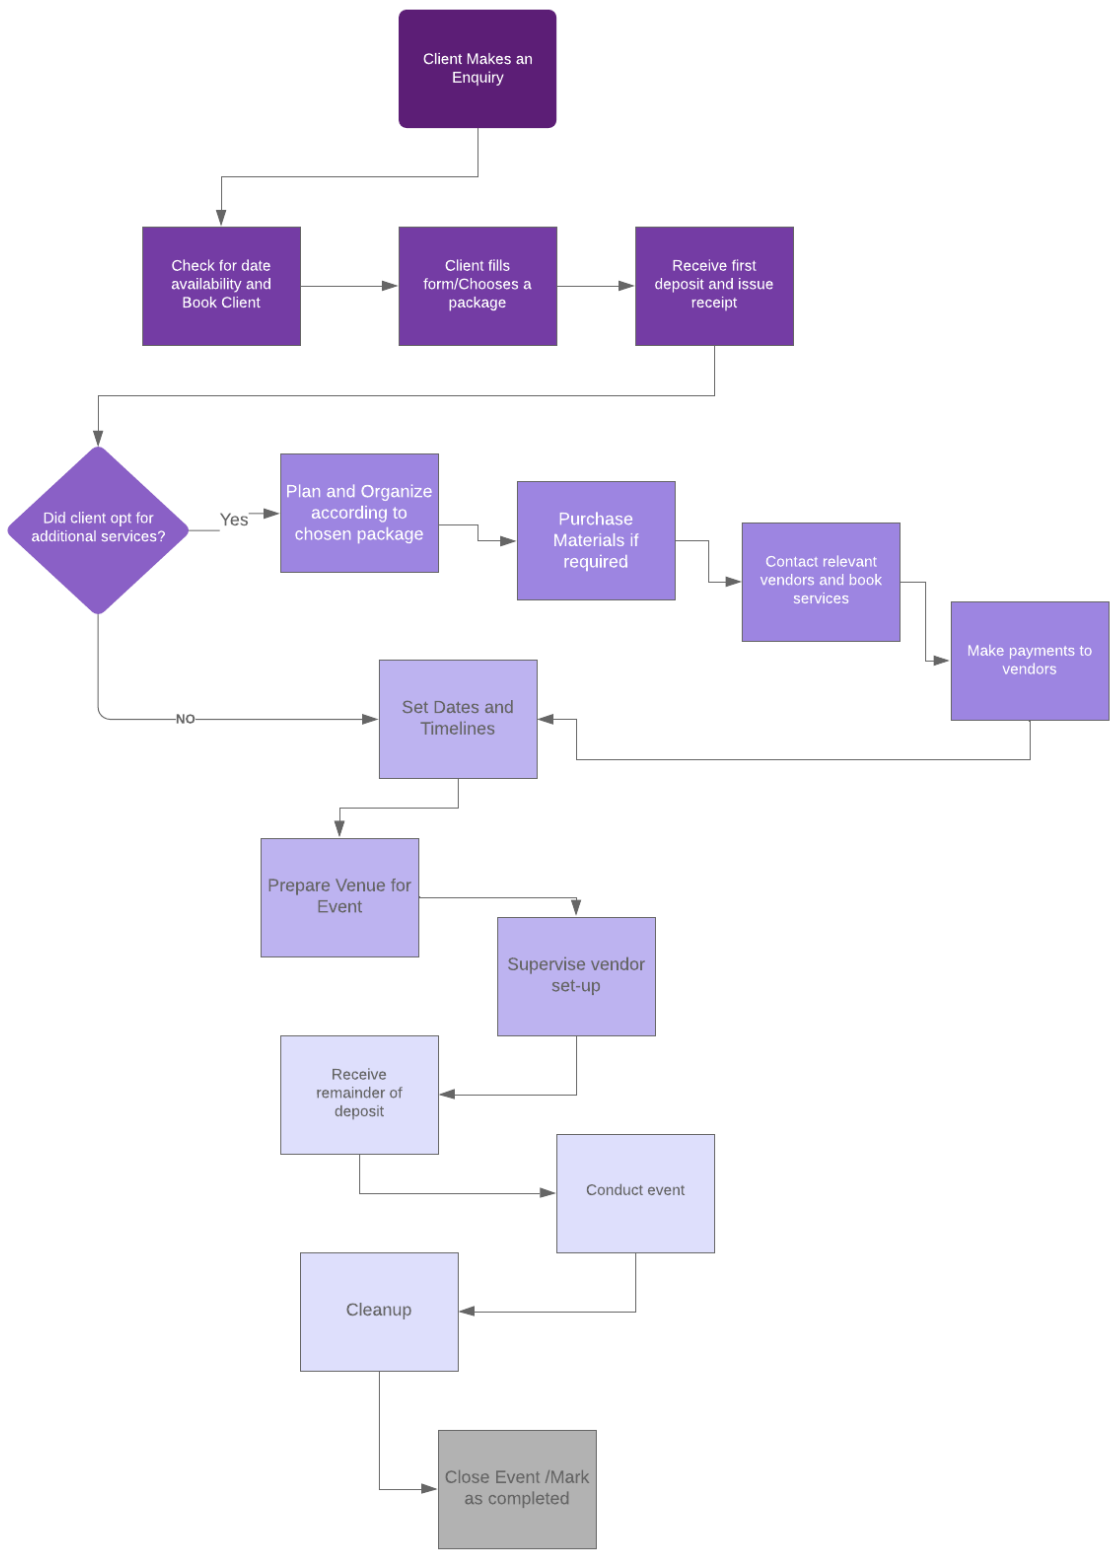 Client Makes an
Enquiry
Check for date
availability and
Book Client
Client fills
form/Chooses a
package
Receive first
deposit and issue
receipt
Did client opt for
additional services?
Yes
Plan and Organize
according to
chosen package
Purchase
Materials if
required
Contact relevant
vendors and book
services
Make payments to
vendors
NO
Set Dates and
Timelines
Prepare Venue for
Event
Supervise vendor
set-up
Receive
remainder of
deposit
Conduct event
Cleanup
Close Event /Mark
as completed